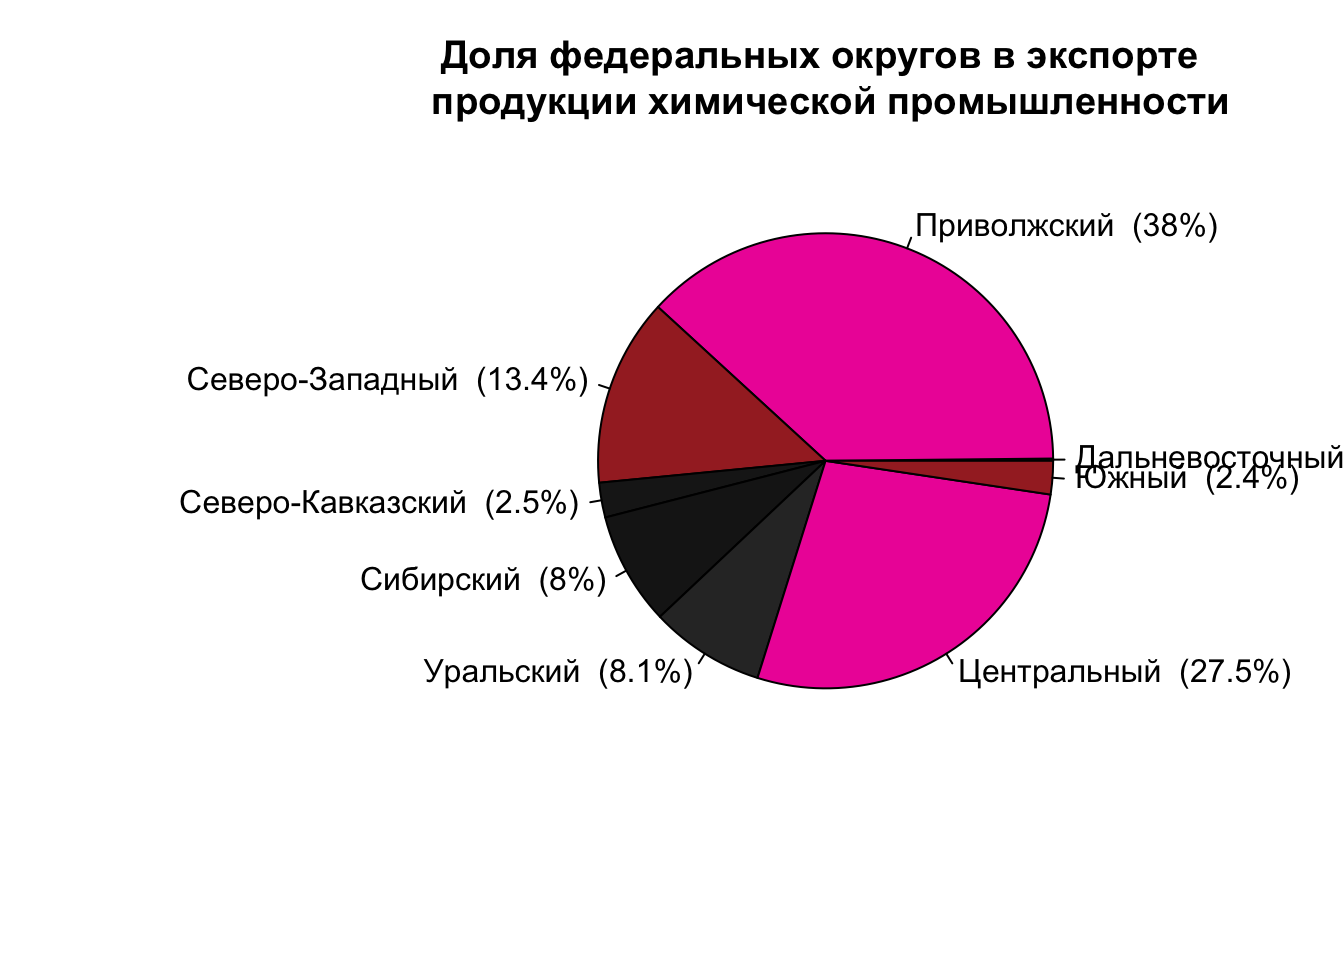 Доля федеральных округов в экспорте
продукции химической промышленности
Приволжский (38%)
Северо-Западный (13.4%)
Дальневосточный
Южный (2.4%)
Северо-Кавказский (2.5%)
Сибирский (8%)
Уральский (8.1%)
Центральный (27.5%)